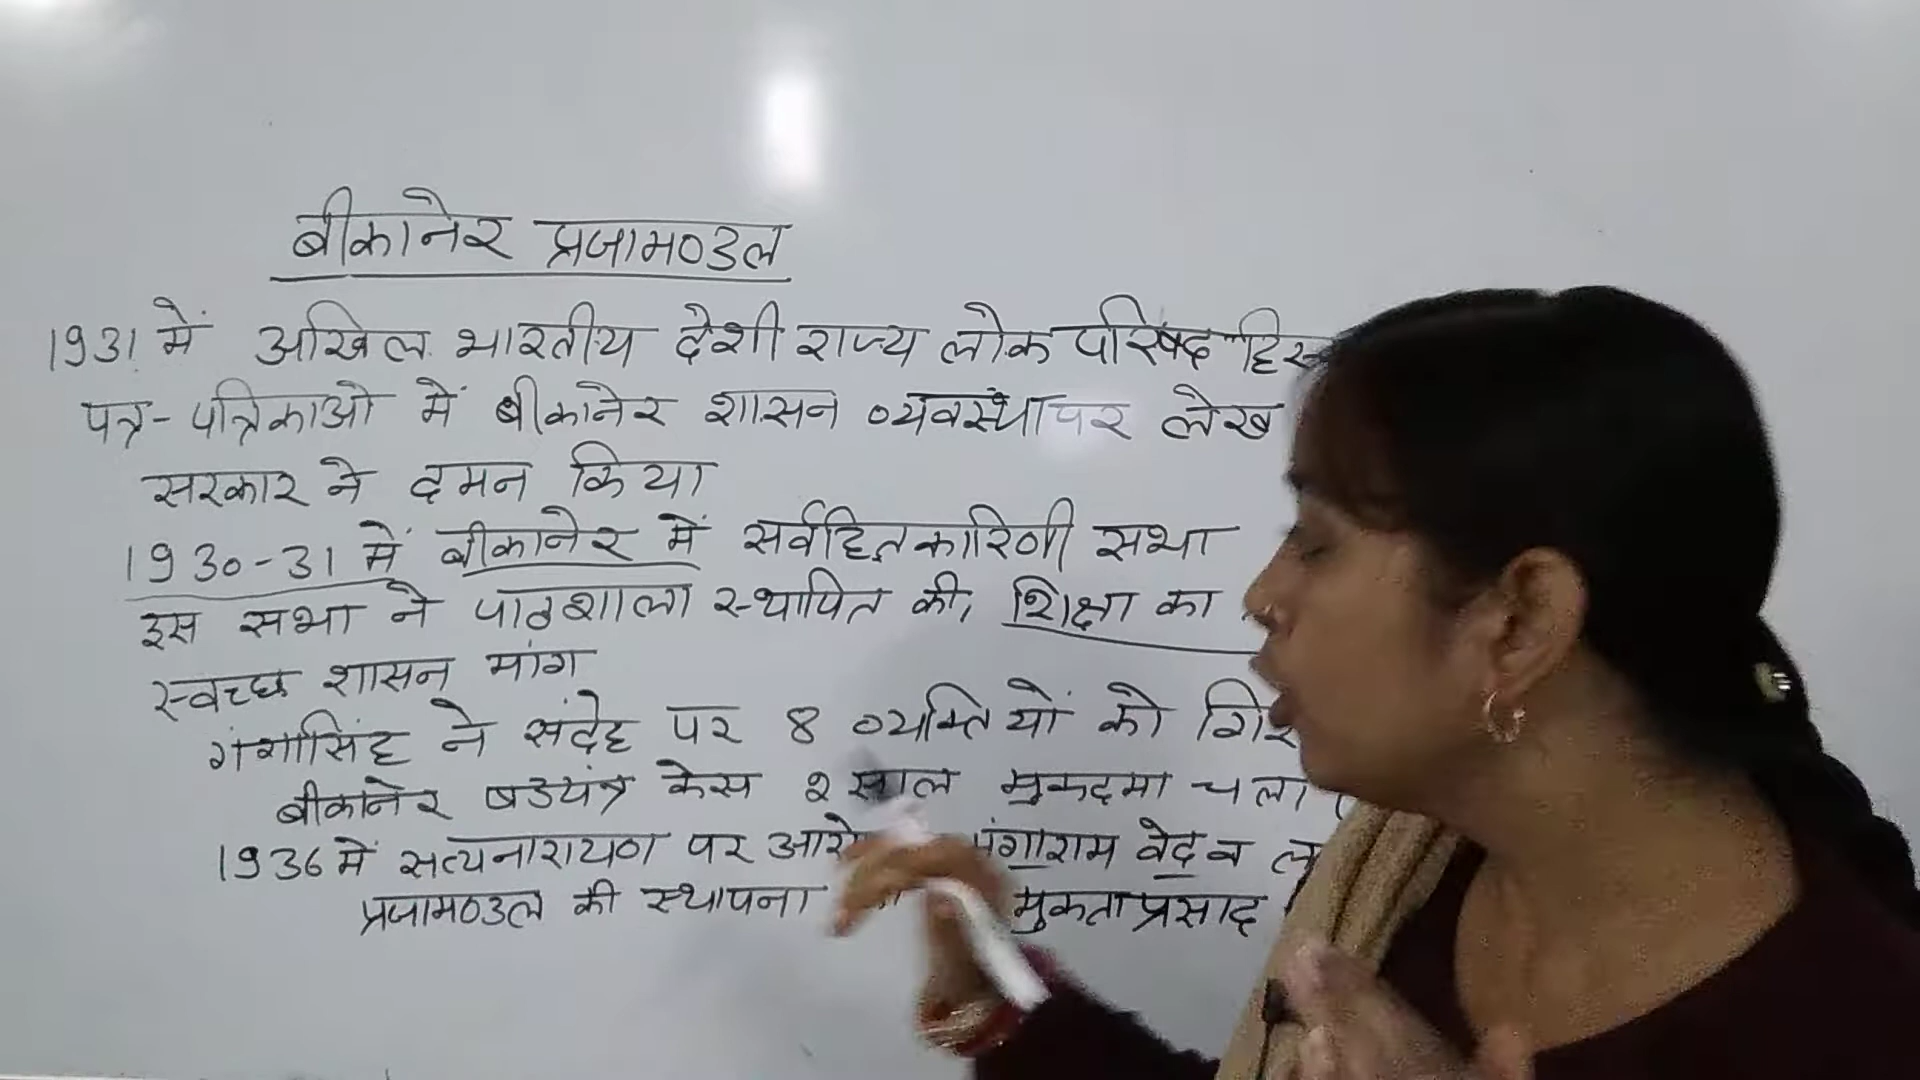 बीकानेर प्रजामण्डल
1931 में अखिल भारतीय देशी राज्य लोक परिषद हिस्
पत्र-पत्रिकाओ में बीकानेर शासन व्यवस्था पर लेख
सरकार ने दमन किया
1930-31 में बीकानेर में सर्वहितकारिणी सभा
इस सभा ने पाठशाला स्थापित की, शिक्षा का
स्वच्छ शासन मांग
गंगासिंह ने संदेह पर 8 व्यक्तियों को गिर
बीकानेर षडयंत्र केस २ साल मुकदमा चला
1936 में सत्यनारायण पर आरो वेद व ल
प्रजामण्डल की स्थापना मुकताप्रसाद